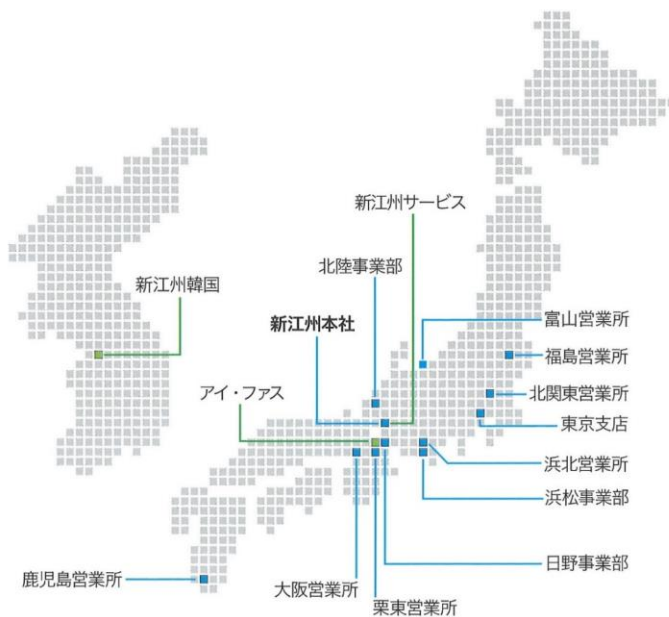 新江州サービス
北陸事業部
新江州韓国
新江州本社
富山営業所
福島営業所
アイ・ファス
北関東営業所
東京支店
浜北営業所
浜松事業部
日野事業部
鹿児島営業所
大阪営業所
栗東営業所